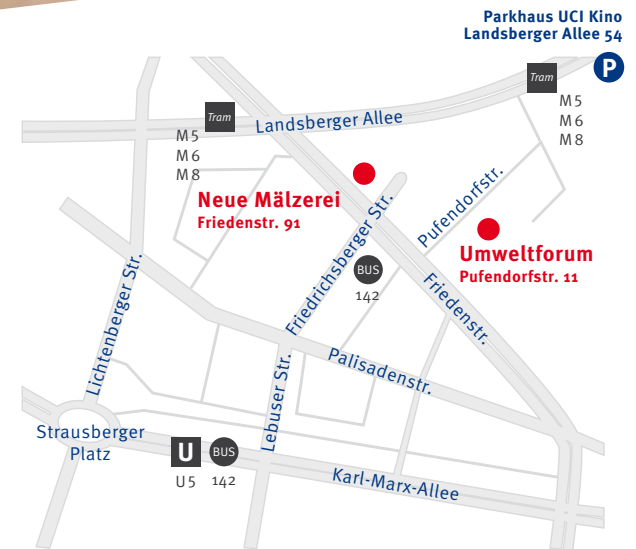 Parkhaus UCI Kino
Landsberger Allee 54
P
Tram
M5
M6
M8
Tram
M5
M6
M8
Landsberger Allee
Neue Mälzerei
Friedenstr. 91
Pufendorfstr.
Umweltforum
Pufendorfstr. 11
Friedrichsberger Str.
BUS
142
Friedenstr.
Lichtenberger Str.
Palisadenstr.
Lebuser Str.
Strausberger
Platz
U
U5
BUS
142
Karl-Marx-Allee